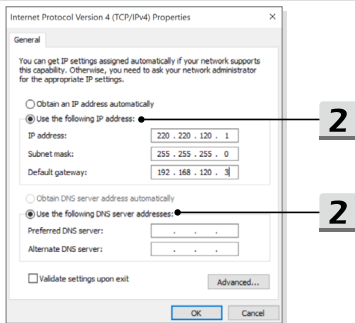 Internet Protocol Version 4 (TCP/IPv4) Properties
General
You can get IP settings assigned automatically if your network supports
this capability. Otherwise, you need to ask your network administrator
for the appropriate IP settings.
Obtain an IP address automatically
Use the following IP address:
2
IP address: 220 . 220 . 120 . 1
Subnet mask: 255 . 255 . 255 . 0
Default gateway: 192 . 168 . 120 . 3
Obtain DNS server address automatically
Use the following DNS server addresses:
2
Preferred DNS server: . . .
Alternate DNS server: . . .
Validate settings upon exit
Advanced...
OK Cancel